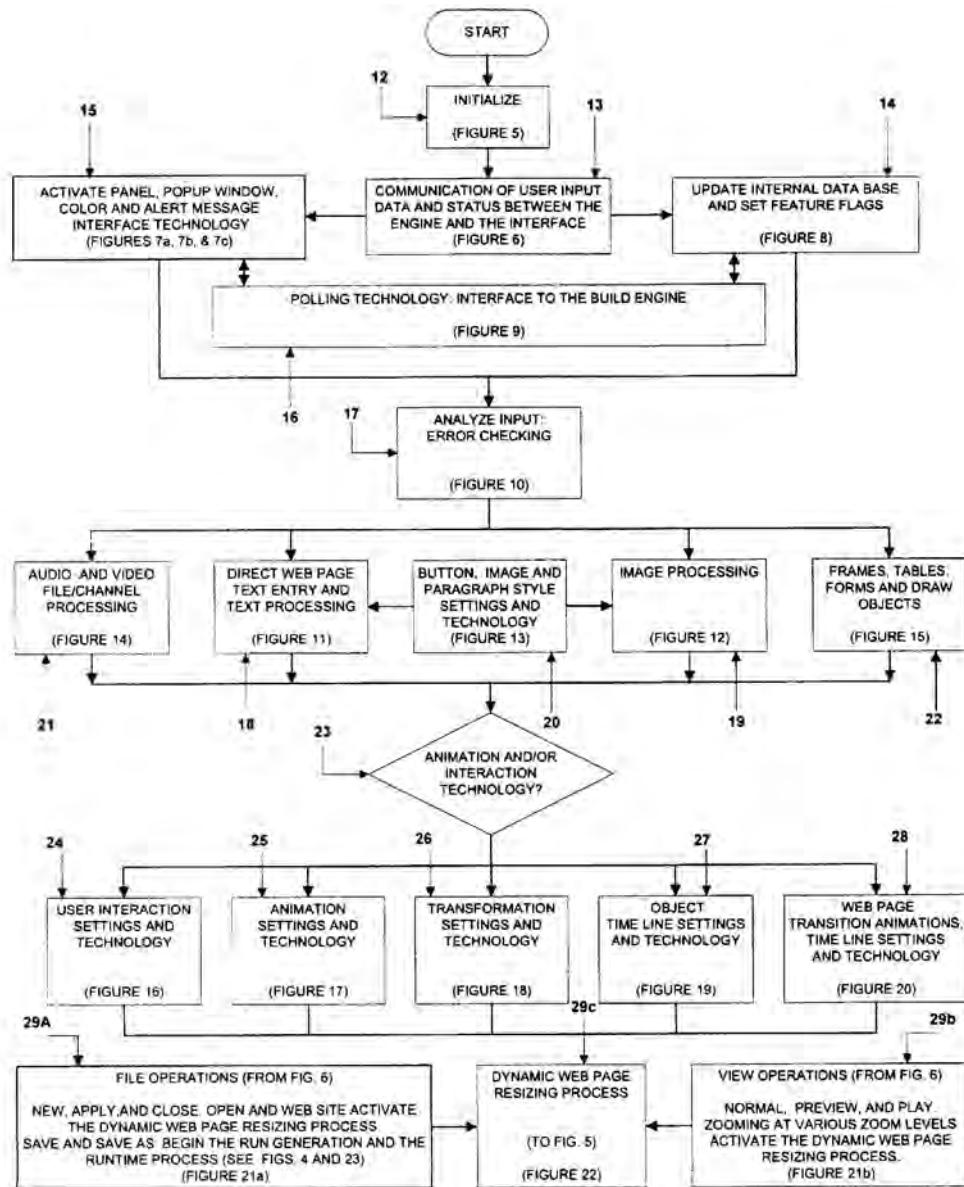 START
12
INITIALIZE
(FIGURE 5)
15
13
14
ACTIVATE PANEL, POPUP WINDOW,
COLOR AND ALERT MESSAGE
INTERFACE TECHNOLOGY
(FIGURES 7a, 7b, & 7c)
COMMUNICATION OF USER INPUT
DATA AND STATUS BETWEEN THE
ENGINE AND THE INTERFACE
(FIGURE 6)
UPDATE INTERNAL DATA BASE
AND SET FEATURE FLAGS
(FIGURE 8)
POLLING TECHNOLOGY: INTERFACE TO THE BUILD ENGINE
(FIGURE 9)
16
17
ANALYZE INPUT:
ERROR CHECKING
(FIGURE 10)
AUDIO AND VIDEO
FILE/CHANNEL
PROCESSING
(FIGURE 14)
DIRECT WEB PAGE
TEXT ENTRY AND
TEXT PROCESSING
(FIGURE 11)
BUTTON, IMAGE AND
PARAGRAPH STYLE
SETTINGS AND
TECHNOLOGY
(FIGURE 13)
IMAGE PROCESSING
(FIGURE 12)
FRAMES, TABLES,
FORMS AND DRAW
OBJECTS
(FIGURE 15)
21
18
20
19
22
23
ANIMATION AND/OR
INTERACTION
TECHNOLOGY?
24
25
26
27
28
USER INTERACTION
SETTINGS AND
TECHNOLOGY
(FIGURE 16)
ANIMATION
SETTINGS AND
TECHNOLOGY
(FIGURE 17)
TRANSFORMATION
SETTINGS AND
TECHNOLOGY
(FIGURE 18)
OBJECT
TIME LINE SETTINGS
AND TECHNOLOGY
(FIGURE 19)
WEB PAGE
TRANSITION ANIMATIONS,
TIME LINE SETTINGS
AND TECHNOLOGY
(FIGURE 20)
29A
29c
29b
FILE OPERATIONS (FROM FIG. 6)
NEW, APPLY, AND CLOSE. OPEN AND WEB SITE ACTIVATE
THE DYNAMIC WEB PAGE RESIZING PROCESS
SAVE AND SAVE AS BEGIN THE RUN GENERATION AND THE
RUNTIME PROCESS (SEE FIGS. 4 AND 23)
(FIGURE 21a)
DYNAMIC WEB PAGE
RESIZING PROCESS
(TO FIG. 5)
(FIGURE 22)
VIEW OPERATIONS (FROM FIG. 6)
NORMAL, PREVIEW, AND PLAY.
ZOOMING AT VARIOUS ZOOM LEVELS
ACTIVATE THE DYNAMIC WEB PAGE
RESIZING PROCESS.
(FIGURE 21b)